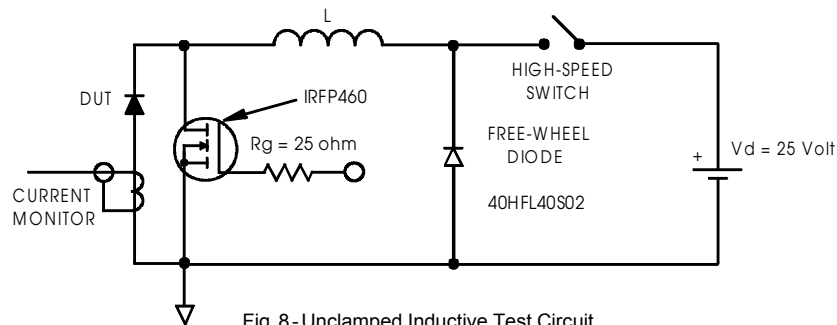 L
HIGH-SPEED
SWITCH
DUT
IRFP460
Rg = 25 ohm
FREE-WHEEL
DIODE
+
Vd = 25 Volt
CURRENT
MONITOR
40HFL40S02
Fig. 8 - Unclamped Inductive Test Circuit